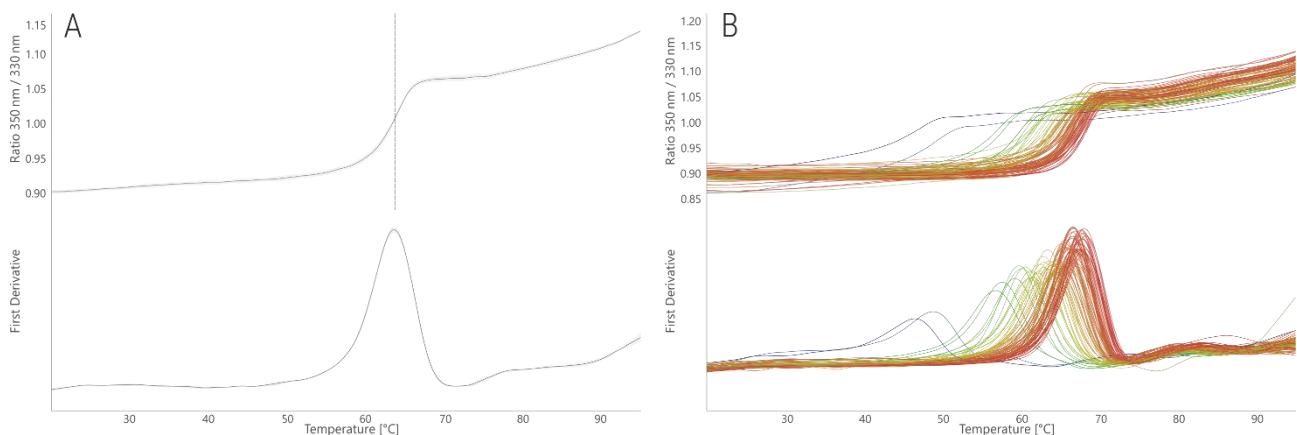 A
Ratio 350 nm / 330 nm
1.15
1.10
1.05
1.00
0.95
0.90
First Derivative
30 40 50 60 70 80 90
Temperature [°C]
B
Ratio 350 nm / 330 nm
1.20
1.15
1.10
1.05
1.00
0.95
0.90
0.85
First Derivative
30 40 50 60 70 80 90
Temperature [°C]